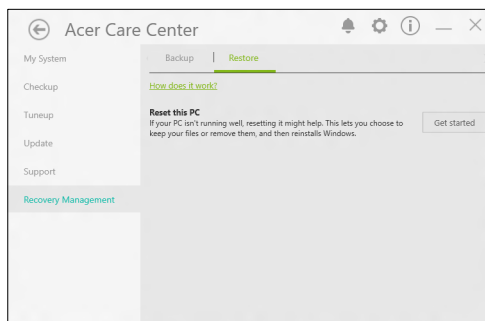 Acer Care Center
My System
Checkup
Tuneup
Update
Support
Recovery Management
Backup
Restore
How does it work?
Reset this PC
If your PC isn't running well, resetting it might help. This lets you choose to
keep your files or remove them, and then reinstalls Windows.
Get started